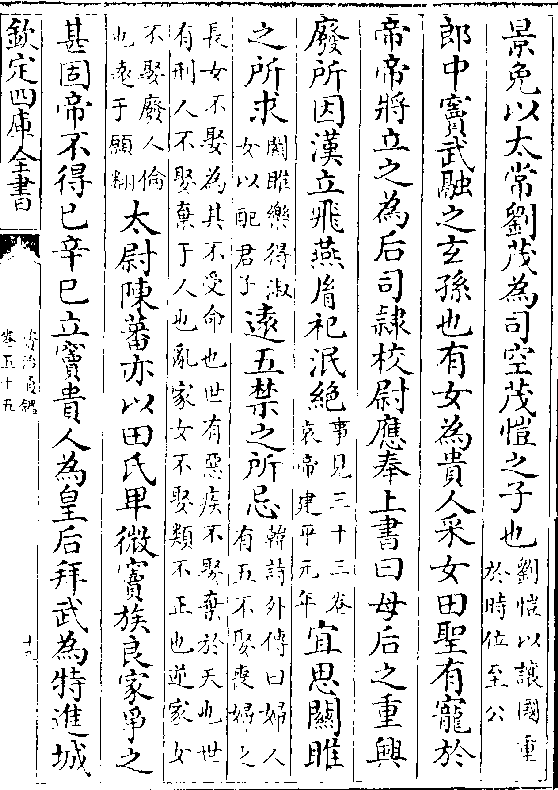 景免以太常劉茂為司空茂愷之子也劉愷以讓國重於時位至公
郎中竇武融之玄孫也有女為貴人采女田聖有寵於
帝帝將立之為后司隷校尉應奉上書曰母后之重興
廢所因漢立飛燕𦙍祀泯絶事見三十三卷哀帝建平元年宜思關雎
之所求關雎樂得淑女以配君子逺五禁之所忌韓詩外傳曰婦人有五不娶喪婦之
長女不娶為其不受命也世有惡疾不娶棄於天也世
有刑人不娶棄于人也亂家女不娶類不正也逆家女
不娶廢人倫也逺于願翻太尉陳蕃亦以田氏卑微竇族良家爭之
甚固帝不得已辛巳立竇貴人為皇后拜武為特進城
欽定四庫全書
資治通鑑
卷五十五